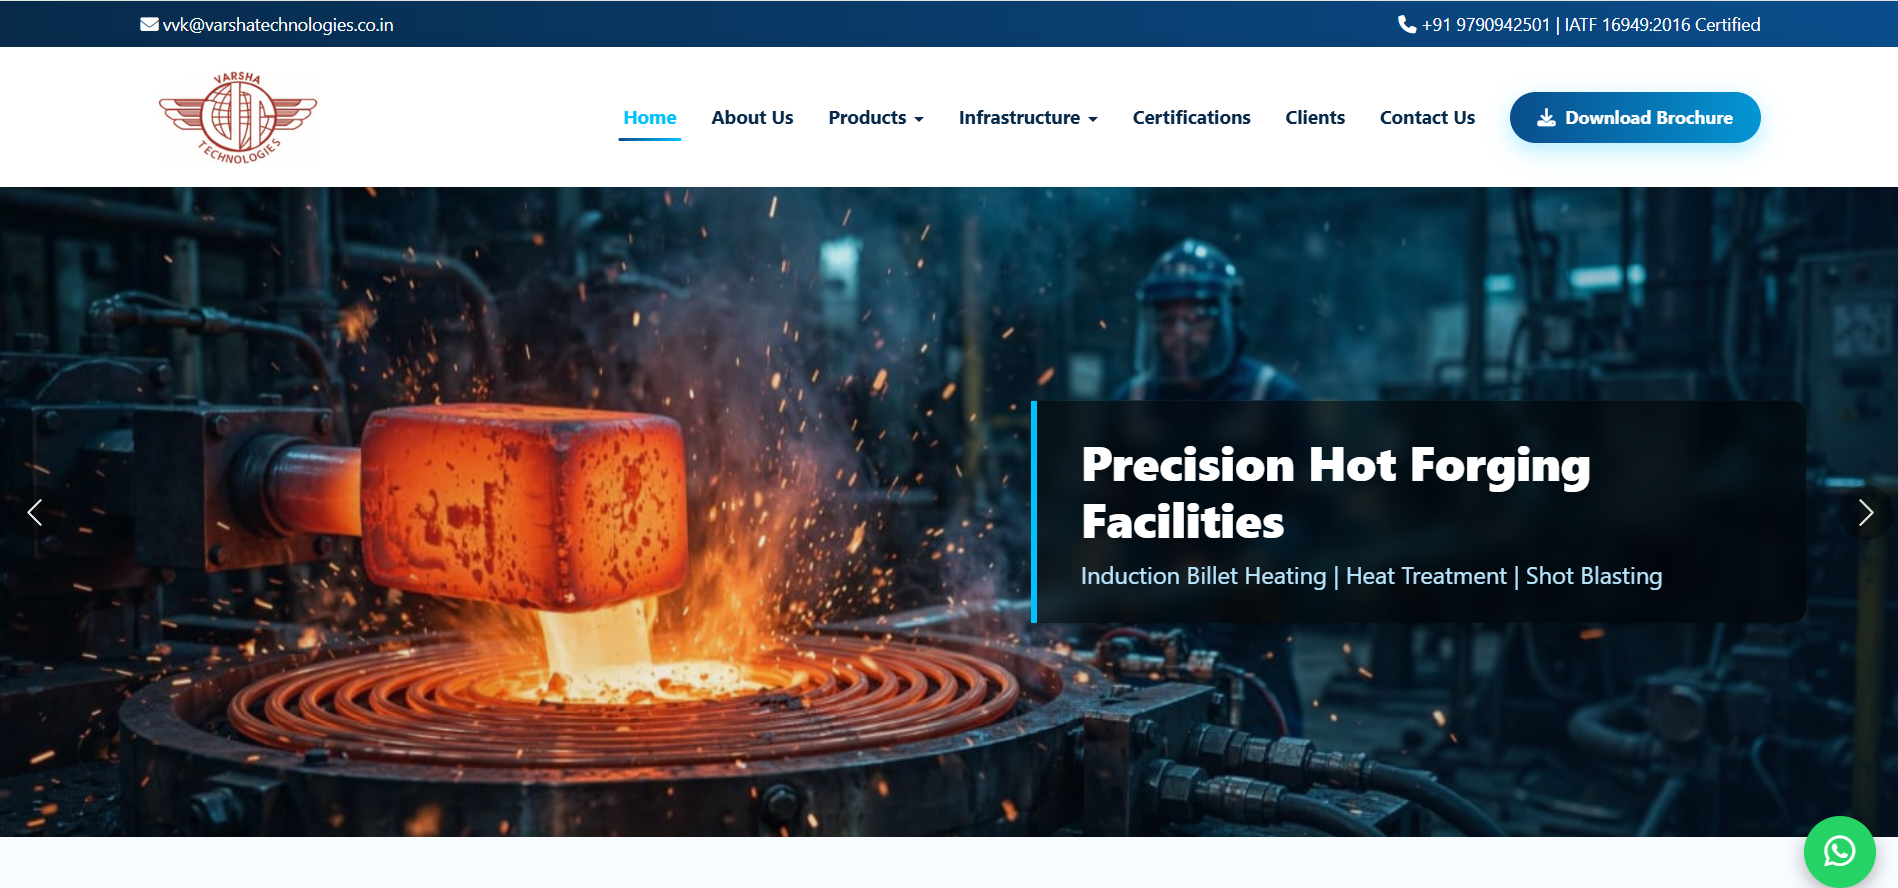 vvk@varshatechnologies.co.in
+91 9790942501 | IATF 16949:2016 Certified
VARSHA
TECHNOLOGIES
Home
About Us
Products
Infrastructure
Certifications
Clients
Contact Us
Download Brochure
Precision Hot Forging
Facilities
Induction Billet Heating | Heat Treatment | Shot Blasting